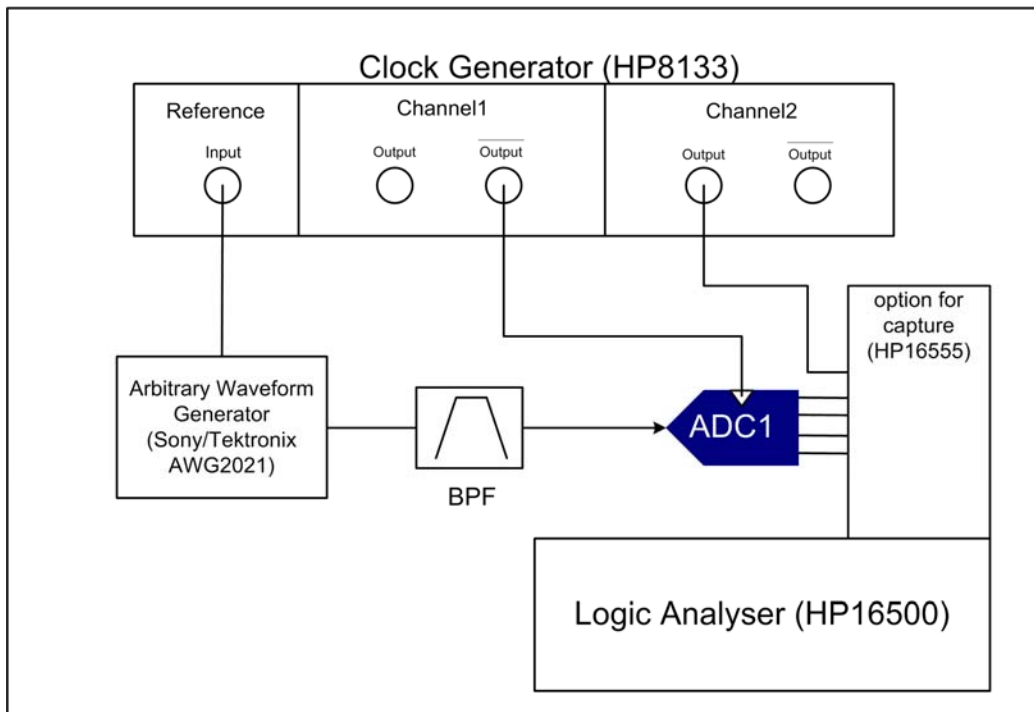 Clock Generator (HP8133)
Reference
Channel1
Channel2
Input
Output
Output
Output
Output
option for
capture
(HP16555)
Arbitrary Waveform
Generator
(Sony/Tektronix
AWG2021)
BPF
ADC1
Logic Analyser (HP16500)